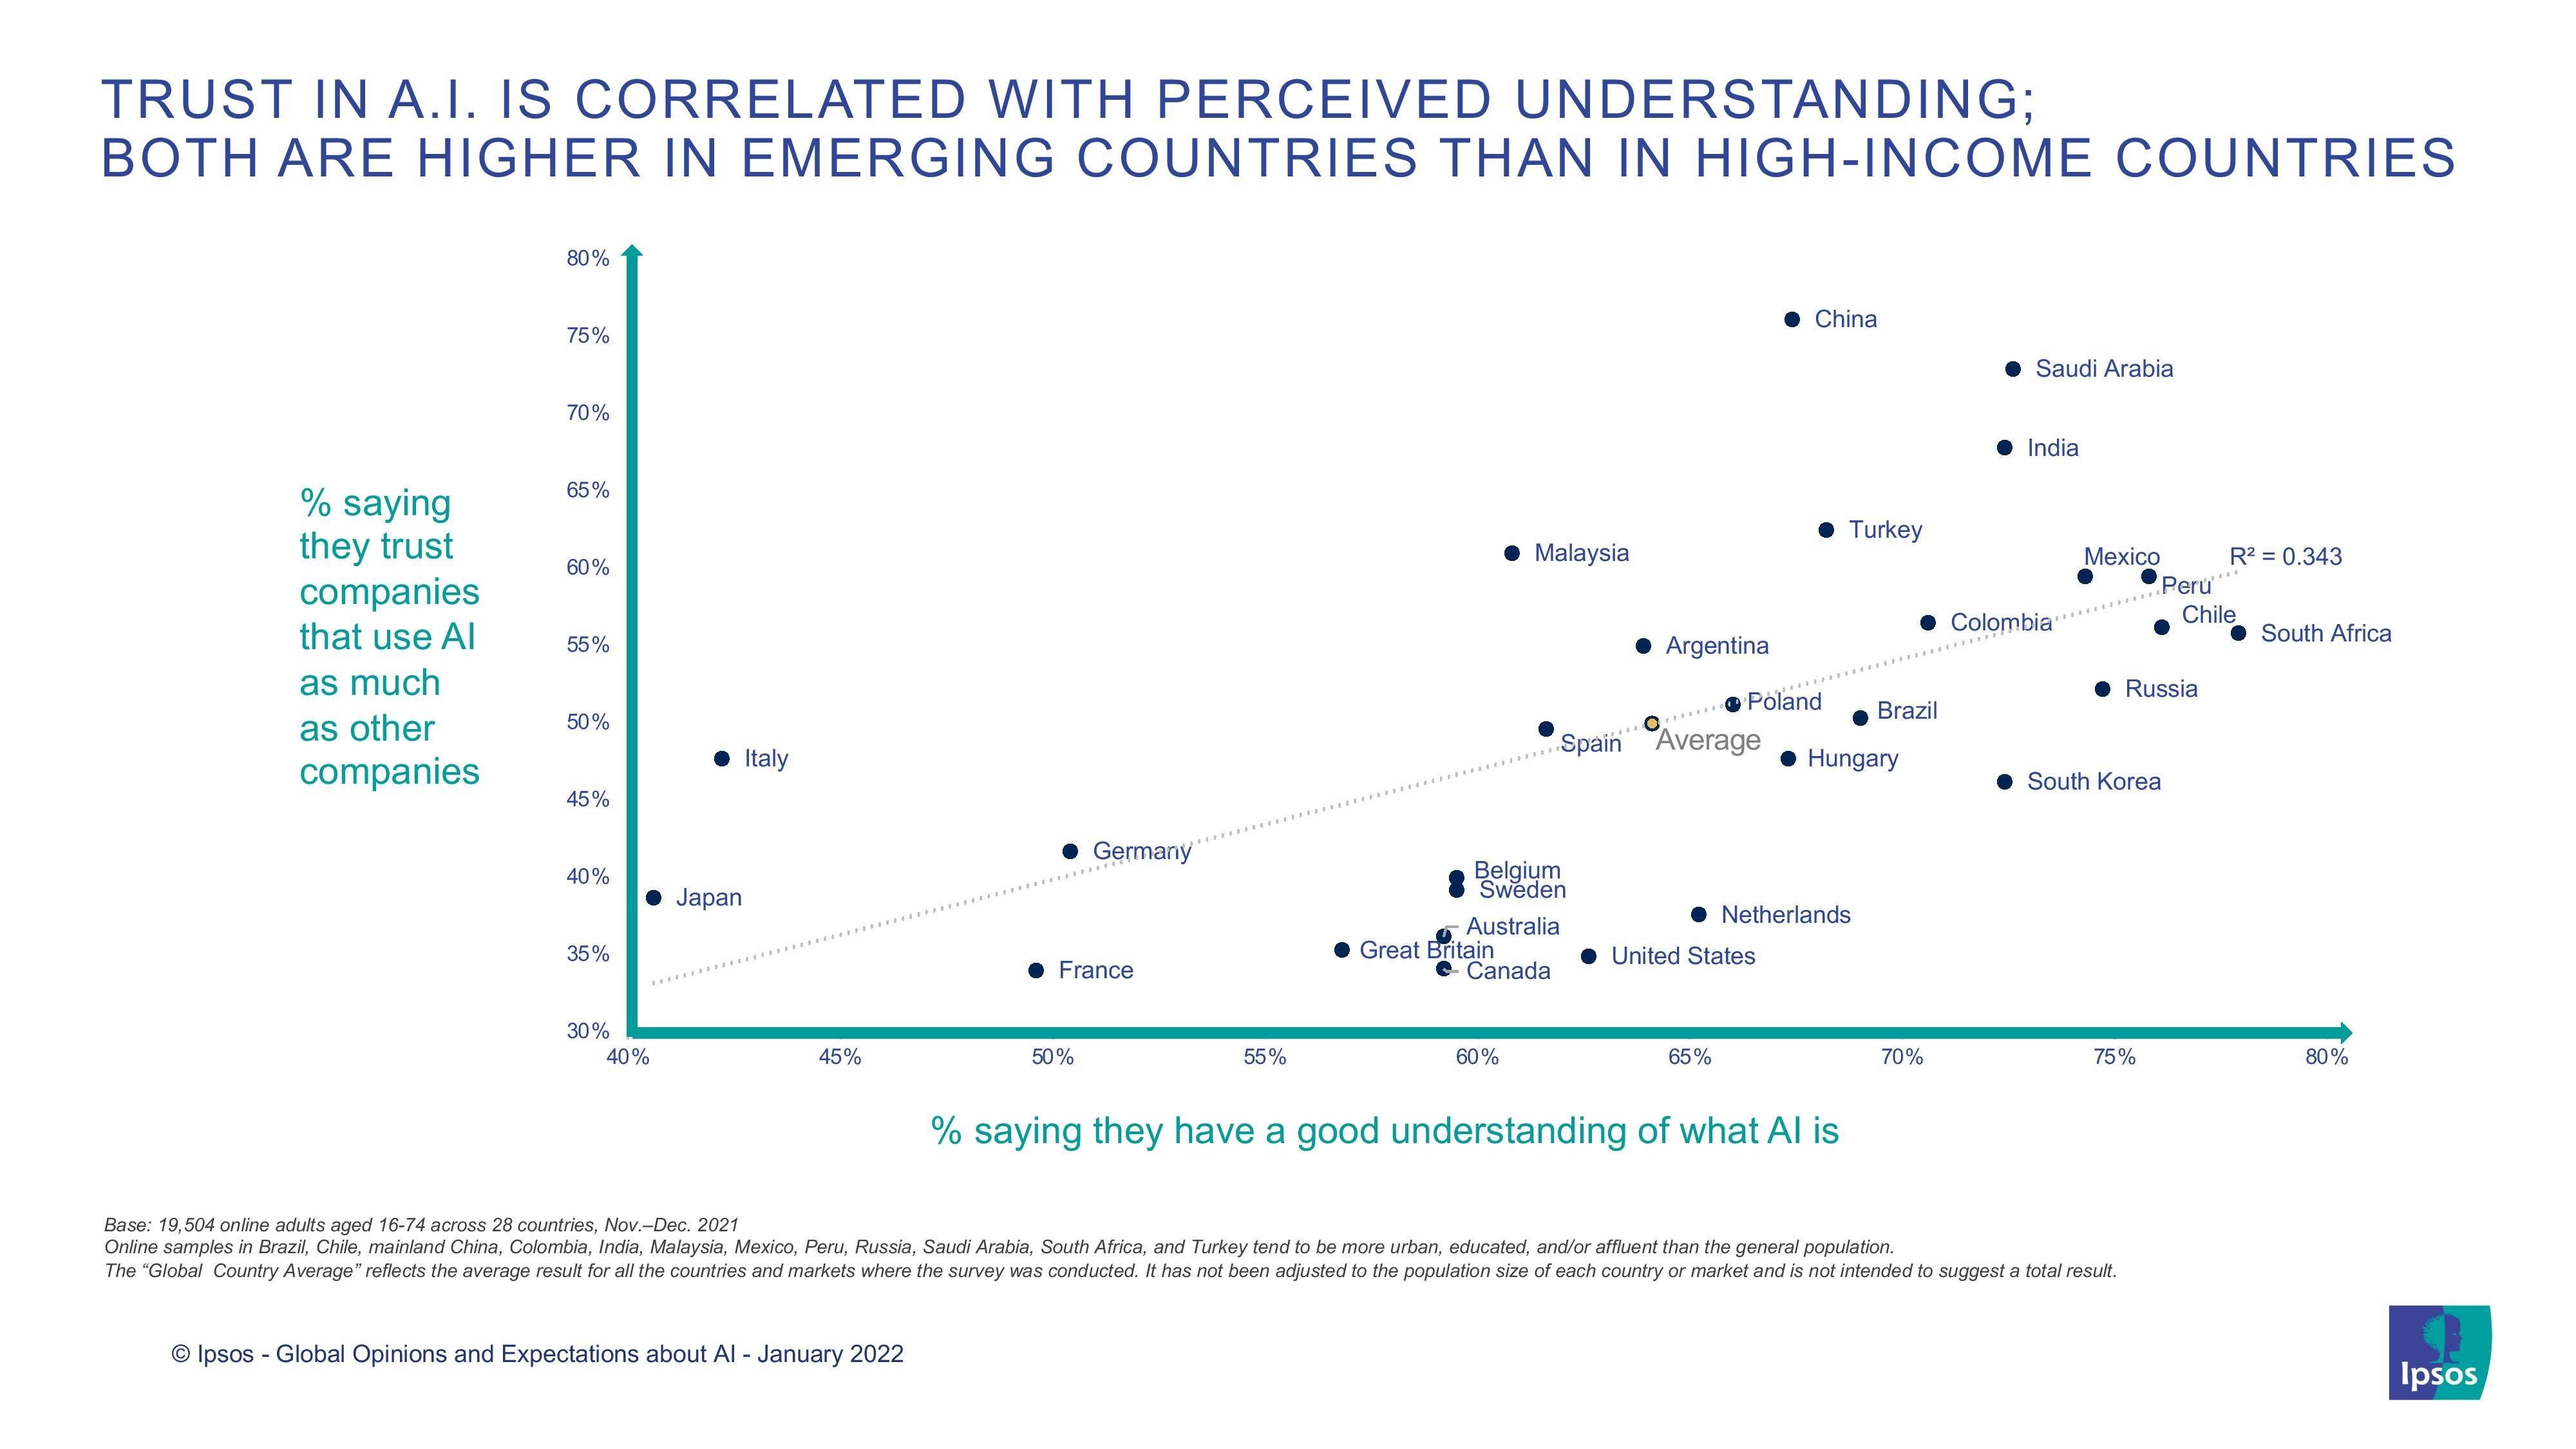 TRUST IN A.I. IS CORRELATED WITH PERCEIVED UNDERSTANDING;
BOTH ARE HIGHER IN EMERGING COUNTRIES THAN IN HIGH-INCOME COUNTRIES
% saying
they trust
companies
that use AI
as much
as other
companies
80%
75%
70%
65%
60%
55%
50%
45%
40%
35%
30%
China
Saudi Arabia
India
Turkey
Malaysia
Mexico
R² = 0.343
Peru
Chile
Colombia
South Africa
Argentina
Russia
Poland
Brazil
Spain
Average
Italy
Hungary
South Korea
Germany
Belgium
Sweden
Japan
Netherlands
Australia
Great Britain
United States
France
Canada
40%
45%
50%
55%
60%
65%
70%
75%
80%
% saying they have a good understanding of what AI is
Base: 19,504 online adults aged 16-74 across 28 countries, Nov.–Dec. 2021
Online samples in Brazil, Chile, mainland China, Colombia, India, Malaysia, Mexico, Peru, Russia, Saudi Arabia, South Africa, and Turkey tend to be more urban, educated, and/or affluent than the general population.
The “Global Country Average” reflects the average result for all the countries and markets where the survey was conducted. It has not been adjusted to the population size of each country or market and is not intended to suggest a total result.
© Ipsos - Global Opinions and Expectations about AI - January 2022
Ipsos